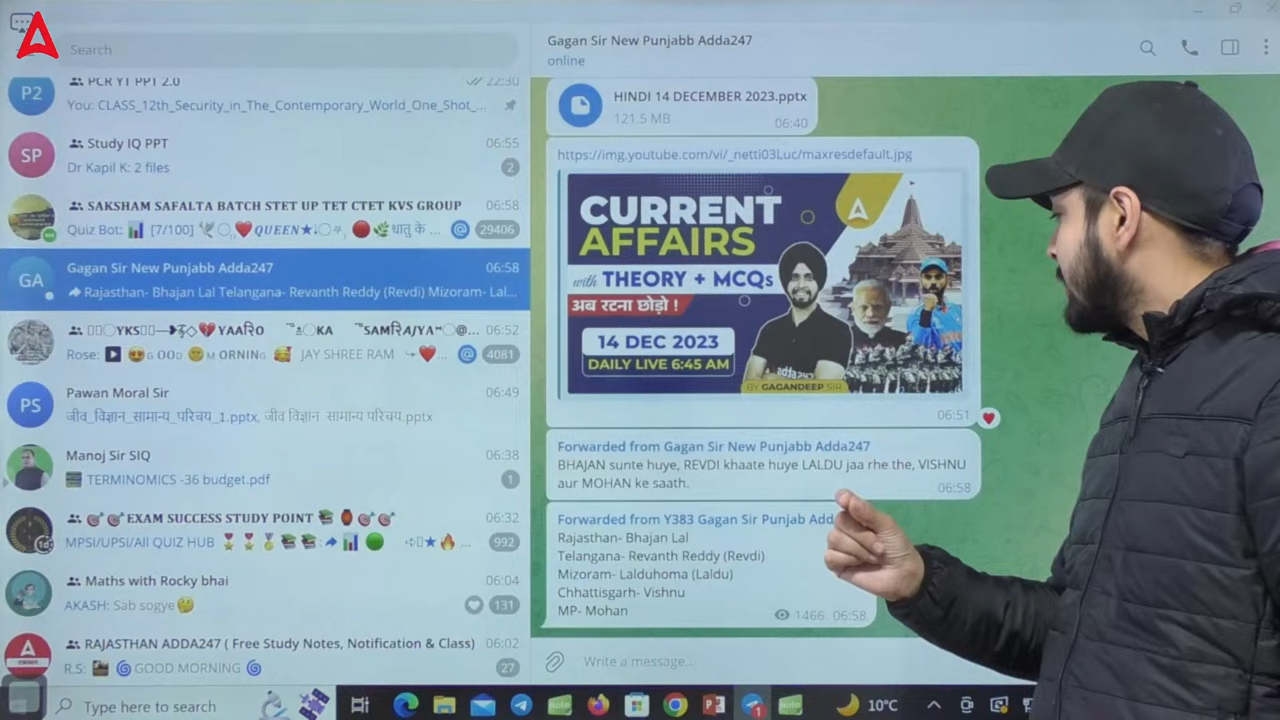 Search
P2
PCR YT PPT 2.0
22:30
You: CLASS_12th_Security_in_The_Contemporary_World_One_Shot_...
SP
Study IQ PPT
06:55
Dr Kapil K: 2 files
2
SAKSHAM SAFALTA BATCH STET UP TET CTET KVS GROUP
06:58
Quiz Bot: [7/100] QUEEN धातु के ...
29406
GA
Gagan Sir New Punjabb Adda247
06:58
Rajasthan- Bhajan Lal Telangana- Revanth Reddy (Revdi) Mizoram- Lal...
06:52
Rose: GOOD MORNING JAY SHREE RAM
4081
PS
Pawan Moral Sir
06:49
जीव_विज्ञान_सामान्य_परिचय_1.pptx, जीव विज्ञान सामान्य परिचय.pptx
Manoj Sir SIQ
06:38
TERMINOMICS -36 budget.pdf
1
EXAM SUCCESS STUDY POINT
06:32
MPSI/UPSI/All QUIZ HUB
992
Maths with Rocky bhai
06:04
AKASH: Sab sogye
131
RAJASTHAN ADDA247 ( Free Study Notes, Notification & Class)
06:02
R.S: GOOD MORNING
27
Type here to search
Gagan Sir New Punjabb Adda247
online
HINDI 14 DECEMBER 2023.pptx
121.5 MB
06:40
https://img.youtube.com/vi/_netti03Luc/maxresdefault.jpg
CURRENT
AFFAIRS
with THEORY + MCQs
अब रटना छोड़ो !
14 DEC 2023
DAILY LIVE 6:45 AM
BY GAGANDEEP SIR
06:51
Forwarded from Gagan Sir New Punjabb Adda247
BHAJAN sunte huye, REVDI khaate huye LALDU jaa rhe the, VISHNU
aur MOHAN ke saath.
06:58
Forwarded from Y383 Gagan Sir Punjab Add
Rajasthan- Bhajan Lal
Telangana- Revanth Reddy (Revdi)
Mizoram- Lalduhoma (Laldu)
Chhattisgarh- Vishnu
MP- Mohan
1466 06:58
Write a message...
10°C